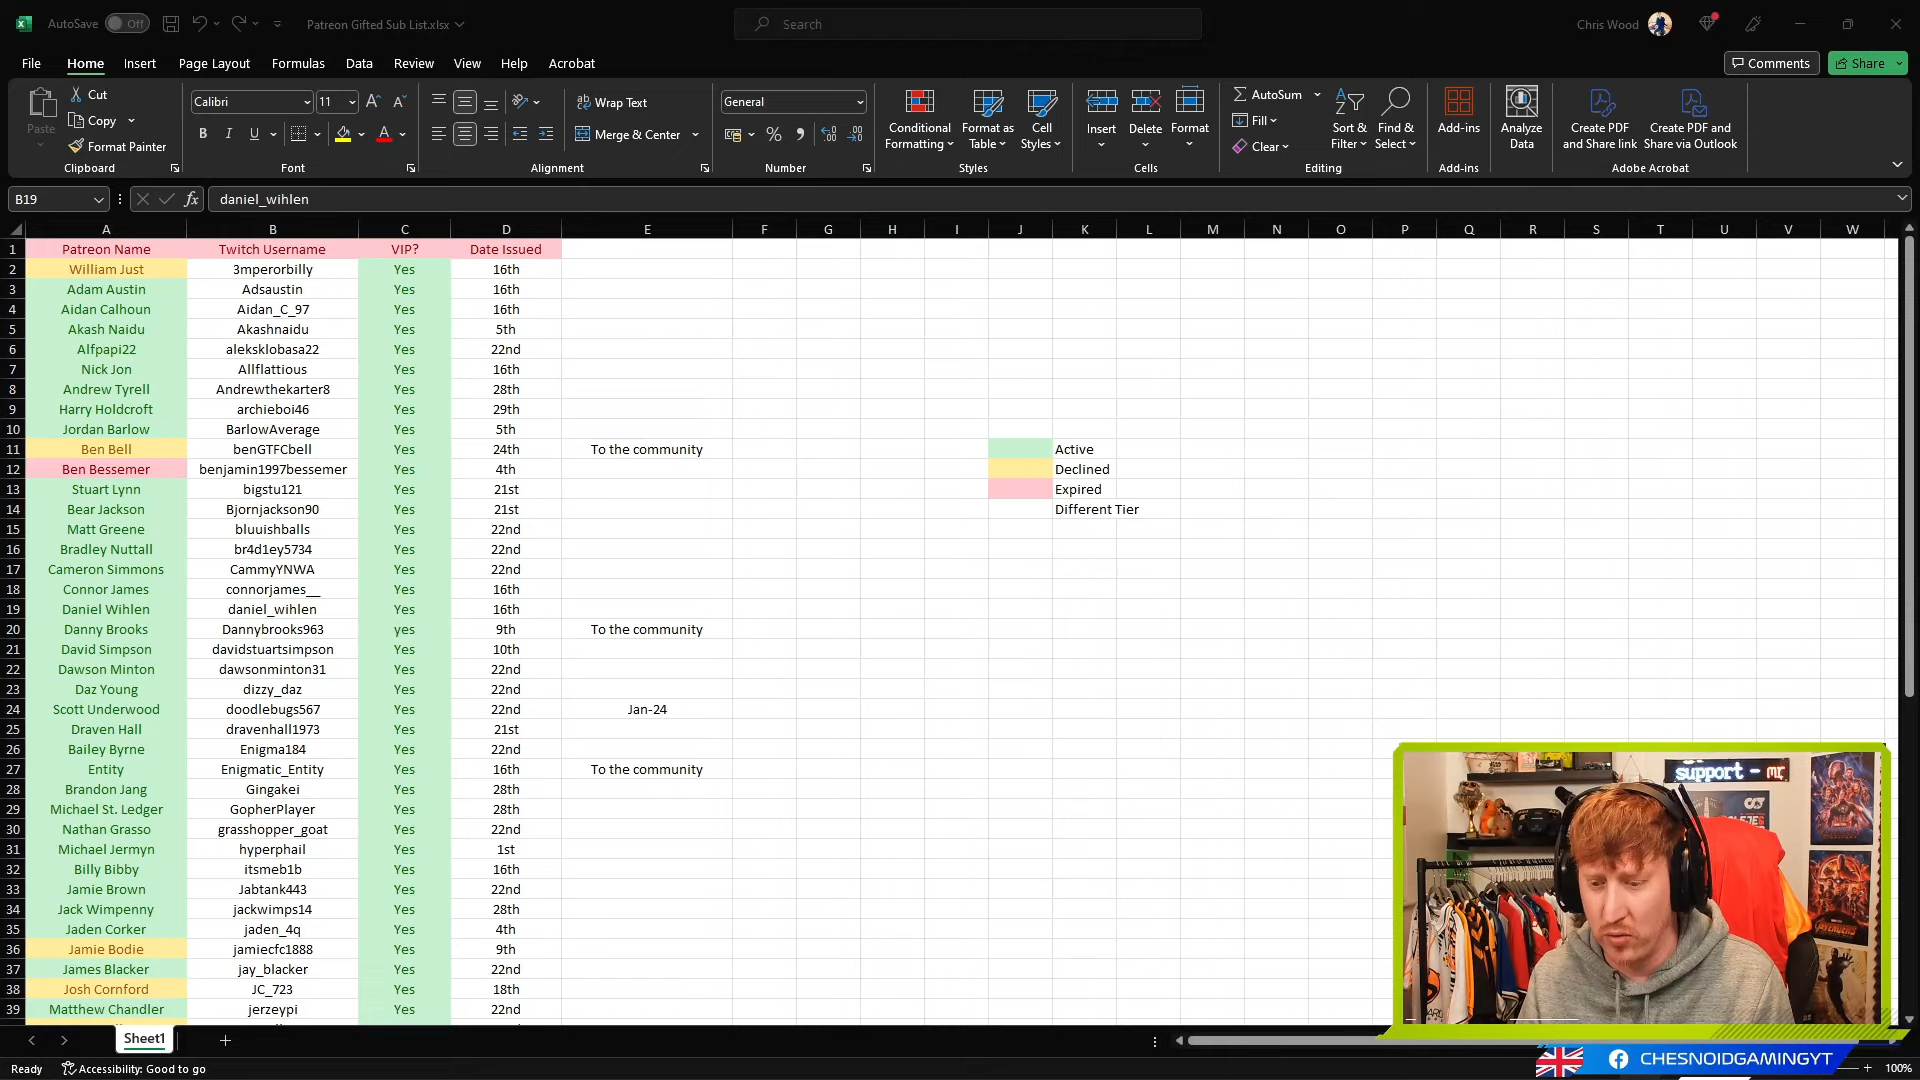 AutoSave Off Patreon Gifted Sub List.xlsx Search Chris Wood
File Home Insert Page Layout Formulas Data Review View Help Acrobat Comments Share
Paste Cut Copy Format Painter Clipboard
Calibri 11 B I U A Font
Wrap Text Merge & Center Alignment
General % Number
Conditional Formatting Format as Table Cell Styles Styles
Insert Delete Format Cells
AutoSum Fill Clear Sort & Filter Find & Select Editing
Add-ins Add-ins
Analyze Data
Create PDF and Share link Create PDF and Share via Outlook Adobe Acrobat
B19 fx daniel_wihlen
A B C D E F G H I J K L M N O P Q R S T U V W
1 Patreon Name Twitch Username VIP? Date Issued
2 William Just 3mperorbilly Yes 16th
3 Adam Austin Adsaustin Yes 16th
4 Aidan Calhoun Aidan_C_97 Yes 16th
5 Akash Naidu Akashnaidu Yes 5th
6 Alfpapi22 aleksklobasa22 Yes 22nd
7 Nick Jon Allflattious Yes 16th
8 Andrew Tyrell Andrewthekarter8 Yes 28th
9 Harry Holdcroft archieboi46 Yes 29th
10 Jordan Barlow BarlowAverage Yes 5th
11 Ben Bell benGTFCbell Yes 24th To the community Active
12 Ben Bessemer benjamin1997bessemer Yes 4th Declined
13 Stuart Lynn bigstu121 Yes 21st Expired
14 Bear Jackson Bjornjackson90 Yes 21st Different Tier
15 Matt Greene bluuishballs Yes 22nd
16 Bradley Nuttall br4d1ey5734 Yes 22nd
17 Cameron Simmons CammyYNWA Yes 22nd
18 Connor James connorjames__ Yes 16th
19 Daniel Wihlen daniel_wihlen Yes 16th
20 Danny Brooks Dannybrooks963 yes 9th To the community
21 David Simpson davidstuartsimpson Yes 10th
22 Dawson Minton dawsonminton31 Yes 22nd
23 Daz Young dizzy_daz Yes 22nd
24 Scott Underwood doodlebugs567 Yes 22nd Jan-24
25 Draven Hall dravenhall1973 Yes 21st
26 Bailey Byrne Enigma184 Yes 22nd
27 Entity Enigmatic_Entity Yes 16th To the community
28 Brandon Jang Gingakei Yes 28th
29 Michael St. Ledger GopherPlayer Yes 28th
30 Nathan Grasso grasshopper_goat Yes 22nd
31 Michael Jermyn hyperphail Yes 1st
32 Billy Bibby itsmeb1b Yes 16th
33 Jamie Brown Jabtank443 Yes 22nd
34 Jack Wimpenny jackwimps14 Yes 28th
35 Jaden Corker jaden_4q Yes 4th
36 Jamie Bodie jamiecfc1888 Yes 9th
37 James Blacker jay_blacker Yes 22nd
38 Josh Cornford JC_723 Yes 18th
39 Matthew Chandler jerzeypi Yes 22nd
support - mr
Sheet1
Ready Accessibility: Good to go 100%
CHESNOIDGAMINGYT